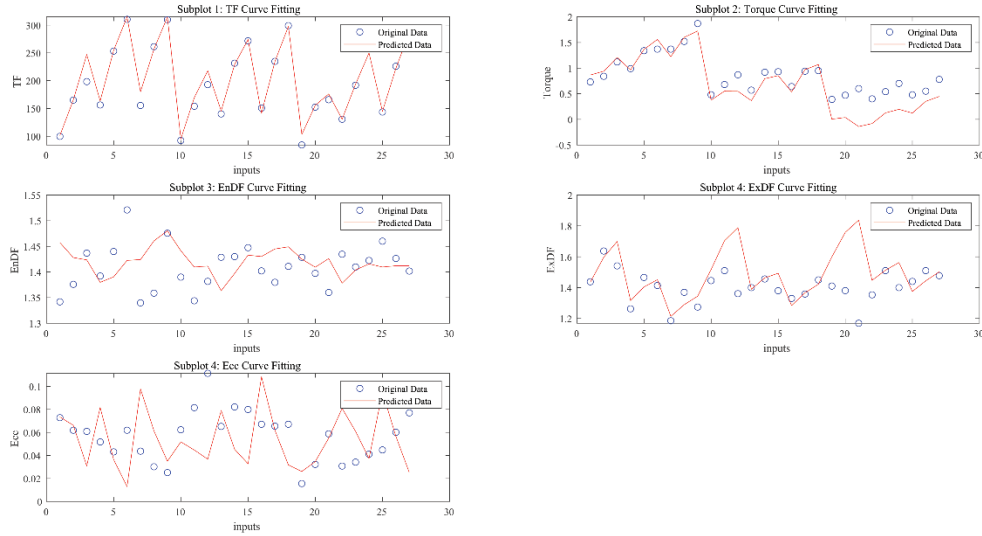 Subplot 1: TF Curve Fitting
TF
300
250
200
150
100
0 5 10 15 20 25 30
inputs
Original Data
Predicted Data
Subplot 2: Torque Curve Fitting
Torque
2
1.5
1
0.5
0
-0.5
0 5 10 15 20 25 30
inputs
Original Data
Predicted Data
Subplot 3: EnDF Curve Fitting
EnDF
1.55
1.5
1.45
1.4
1.35
1.3
0 5 10 15 20 25 30
inputs
Original Data
Predicted Data
Subplot 4: ExDF Curve Fitting
ExDF
2
1.8
1.6
1.4
1.2
0 5 10 15 20 25 30
inputs
Original Data
Predicted Data
Subplot 4: Ecc Curve Fitting
Ecc
0.1
0.08
0.06
0.04
0.02
0
0 5 10 15 20 25 30
inputs
Original Data
Predicted Data